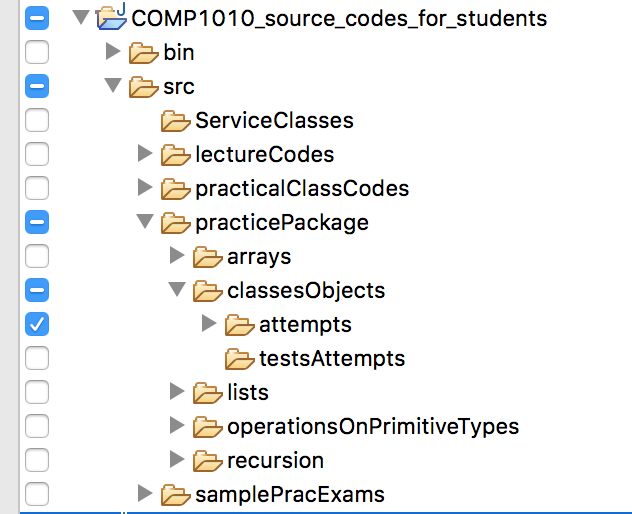 COMP1010_source_codes_for_students
bin
src
ServiceClasses
lectureCodes
practicalClassCodes
practicePackage
arrays
classesObjects
attempts
testsAttempts
lists
operationsOnPrimitiveTypes
recursion
samplePracExams